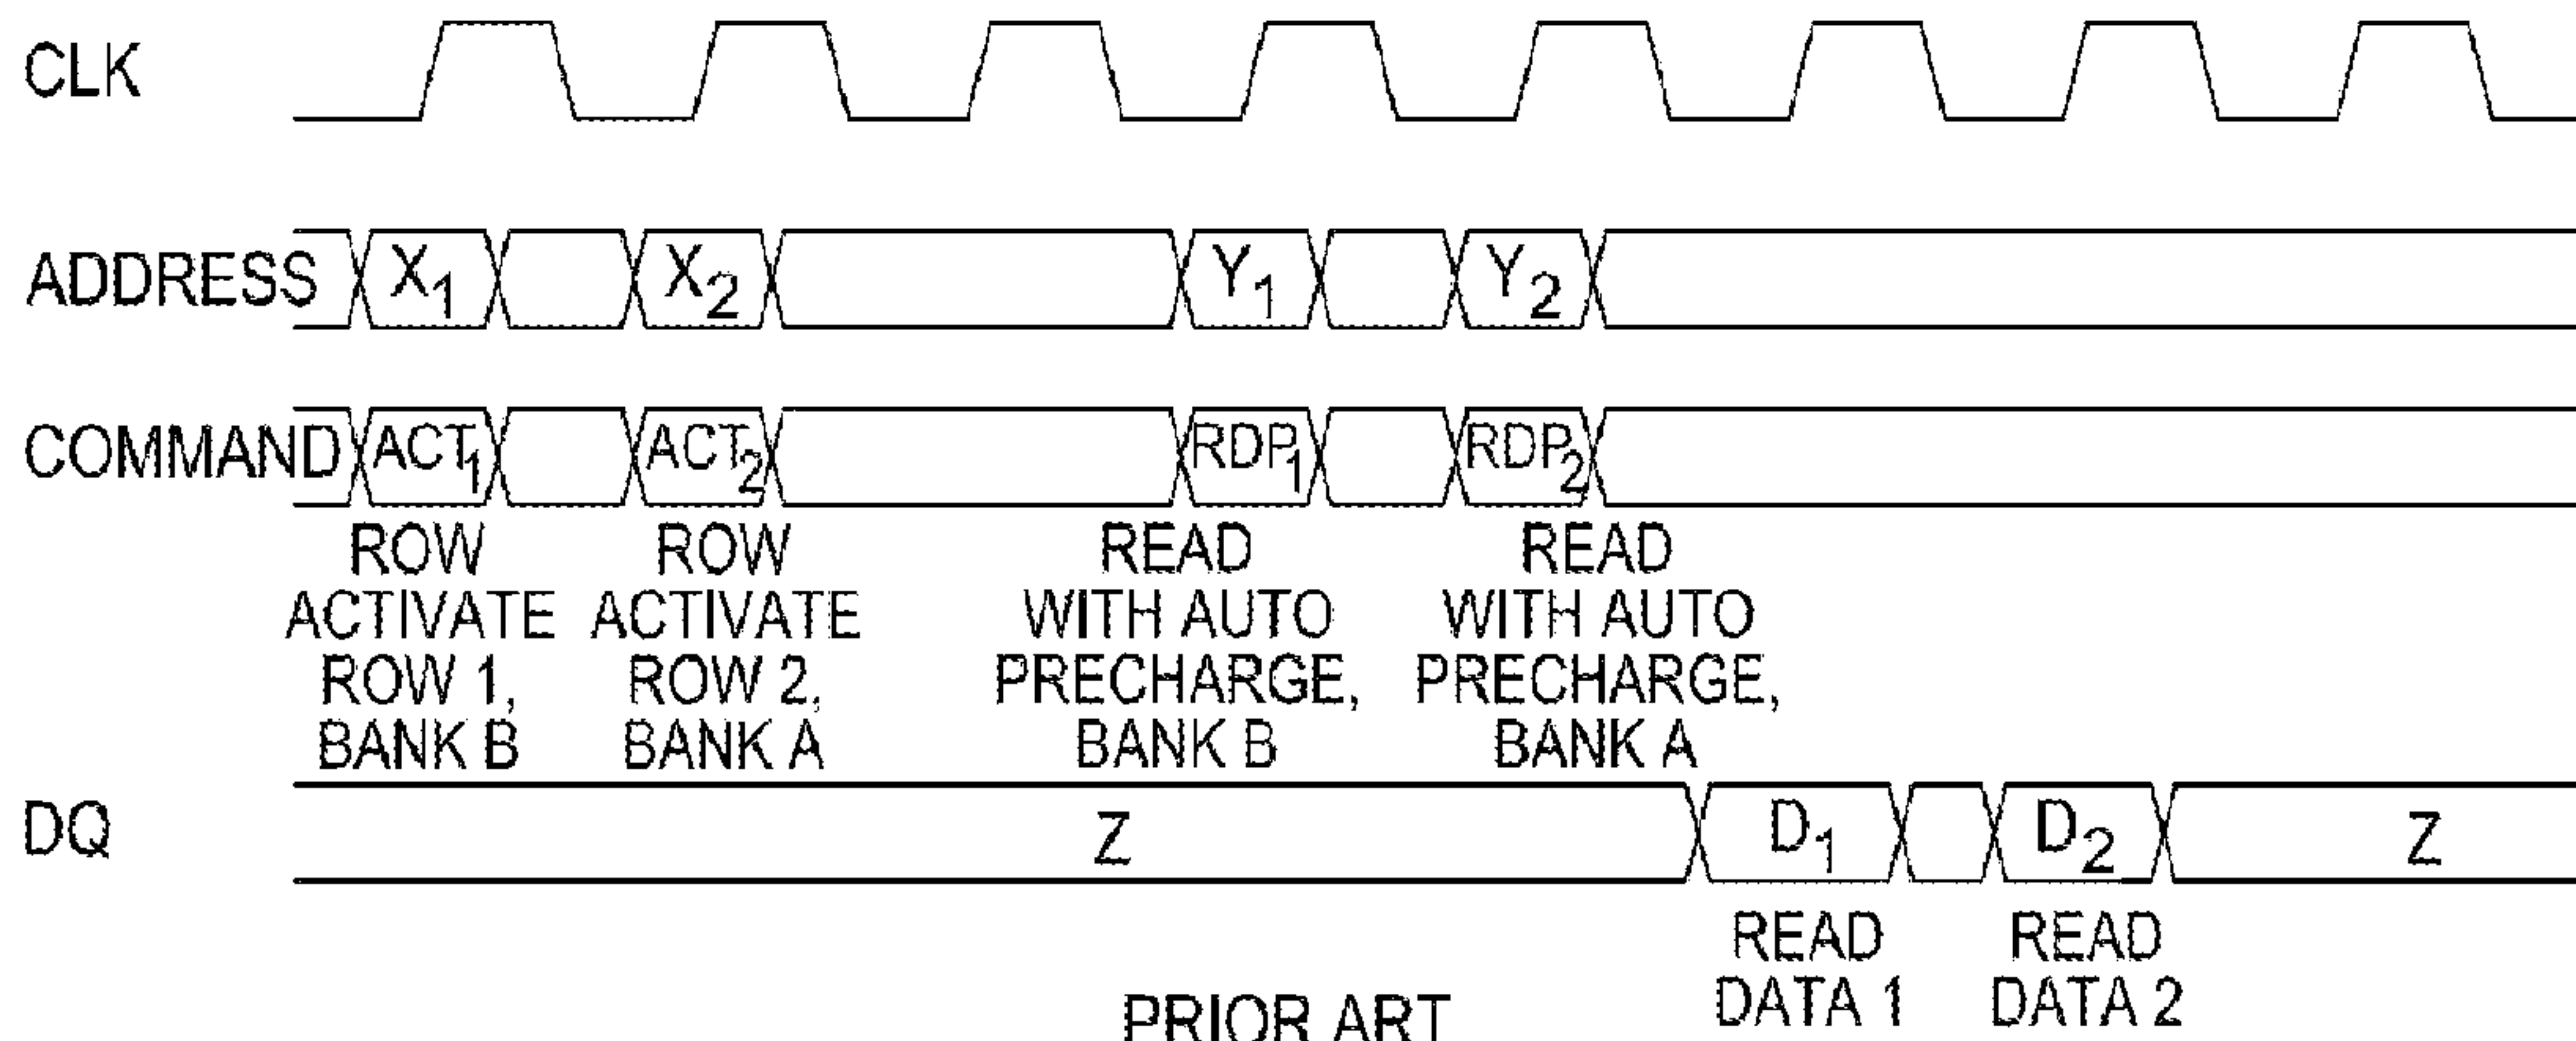 CLK
ADDRESS X1 X2 Y1 Y2
COMMAND ACT1 ACT2 RDP1 RDP2
ROW ACTIVATE ROW 1, BANK B
ROW ACTIVATE ROW 2, BANK A
READ WITH AUTO PRECHARGE, BANK B
READ WITH AUTO PRECHARGE, BANK A
DQ Z D1 D2 Z
READ DATA 1
READ DATA 2
PRIOR ART